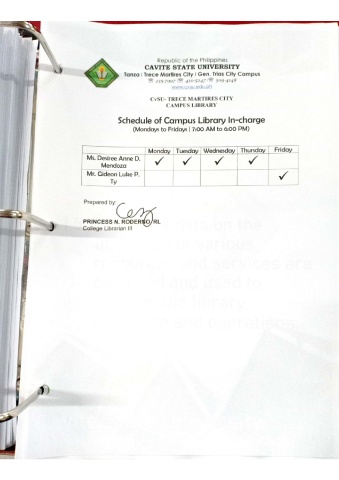 Republic of the Philippines
CAVITE STATE UNIVERSITY
Tanza | Trece Martires City | Gen. Trias City Campus
www.cvsu.edu.ph
CvSU- TRECE MARTIRES CITY
CAMPUS LIBRARY
Schedule of Campus Library In-charge
(Mondays to Fridays | 7:00 AM to 6:00 PM)
Monday Tuesday Wednesday Thursday Friday
Ms. Desiree Anne D. Mendoza ✓ ✓ ✓ ✓
Mr. Gideon Luke P. Ty ✓
Prepared by:
PRINCESS N. RODERNO, RL
College Librarian III